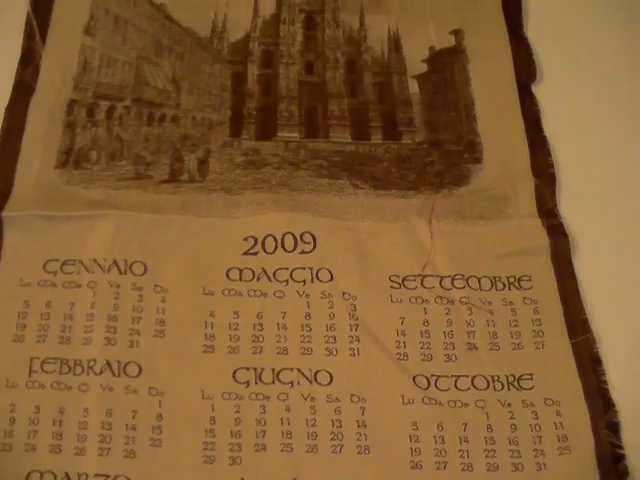 2009
GENNAIO
Lu Ma Me Gi Ve Sa Do
1 2 3 4
5 6 7 8 9 10 11
12 13 14 15 16 17 18
19 20 21 22 23 24 25
26 27 28 29 30 31
FEBBRAIO
Lu Ma Me Gi Ve Sa Do
1
2 3 4 5 6 7 8
9 10 11 12 13 14 15
16 17 18 19 20 21 22
23 24 25 26 27 28
MARZO
MAGGIO
Lu Ma Me Gi Ve Sa Do
1 2 3
4 5 6 7 8 9 10
11 12 13 14 15 16 17
18 19 20 21 22 23 24
25 26 27 28 29 30 31
GIUGNO
Lu Ma Me Gi Ve Sa Do
1 2 3 4 5 6 7
8 9 10 11 12 13 14
15 16 17 18 19 20 21
22 23 24 25 26 27 28
29 30
SETTEMBRE
Lu Ma Me Gi Ve Sa Do
1 2 3 4 5 6
7 8 9 10 11 12 13
14 15 16 17 18 19 20
21 22 23 24 25 26 27
28 29 30
OTTOBRE
Lu Ma Me Gi Ve Sa Do
1 2 3 4
5 6 7 8 9 10 11
12 13 14 15 16 17 18
19 20 21 22 23 24 25
26 27 28 29 30 31